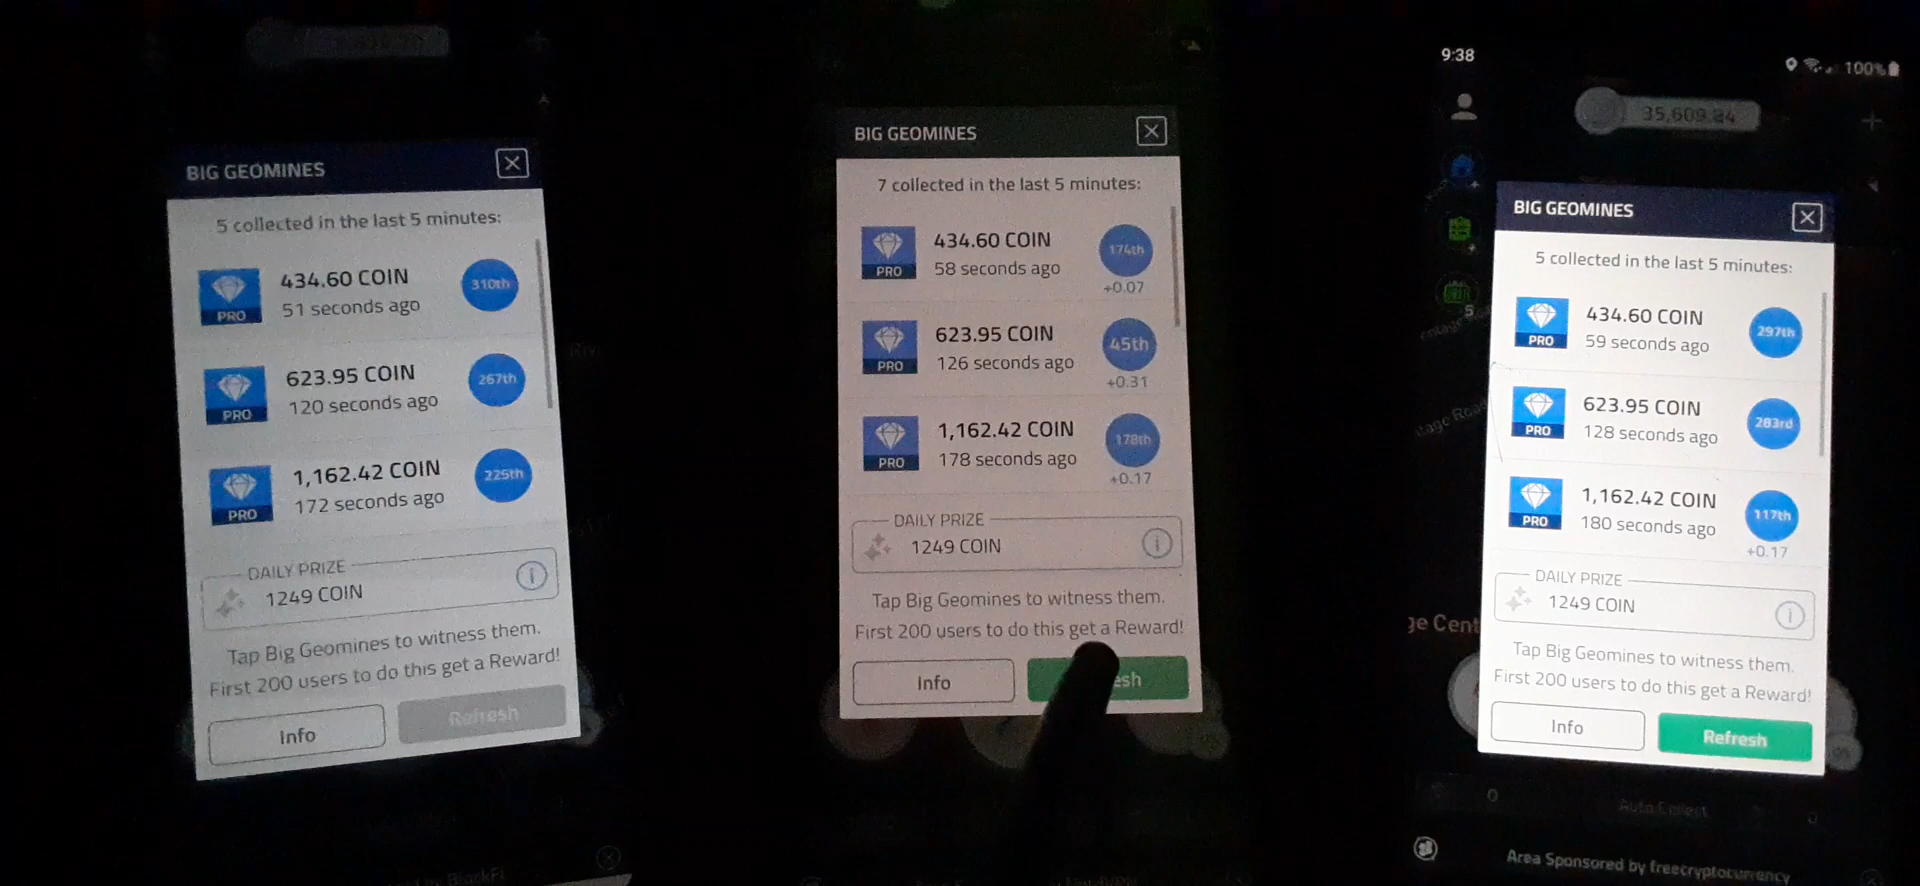 BIG GEOMINES
5 collected in the last 5 minutes:
434.60 COIN
51 seconds ago
310th
PRO
623.95 COIN
120 seconds ago
267th
PRO
1,162.42 COIN
172 seconds ago
225th
PRO
DAILY PRIZE
1249 COIN
Tap Big Geomines to witness them.
First 200 users to do this get a Reward!
Info
Refresh
BIG GEOMINES
7 collected in the last 5 minutes:
434.60 COIN
58 seconds ago
174th
+0.07
PRO
623.95 COIN
126 seconds ago
45th
+0.31
PRO
1,162.42 COIN
178 seconds ago
178th
+0.17
PRO
DAILY PRIZE
1249 COIN
Tap Big Geomines to witness them.
First 200 users to do this get a Reward!
Info
esh
9:38
100%
35,609.84
5
BIG GEOMINES
5 collected in the last 5 minutes:
434.60 COIN
59 seconds ago
297th
PRO
623.95 COIN
128 seconds ago
283rd
PRO
1,162.42 COIN
180 seconds ago
117th
+0.17
PRO
DAILY PRIZE
1249 COIN
Tap Big Geomines to witness them.
First 200 users to do this get a Reward!
Info
Refresh
ge Cent
0
Auto Collect
0
Area Sponsored by freecryptocurrency